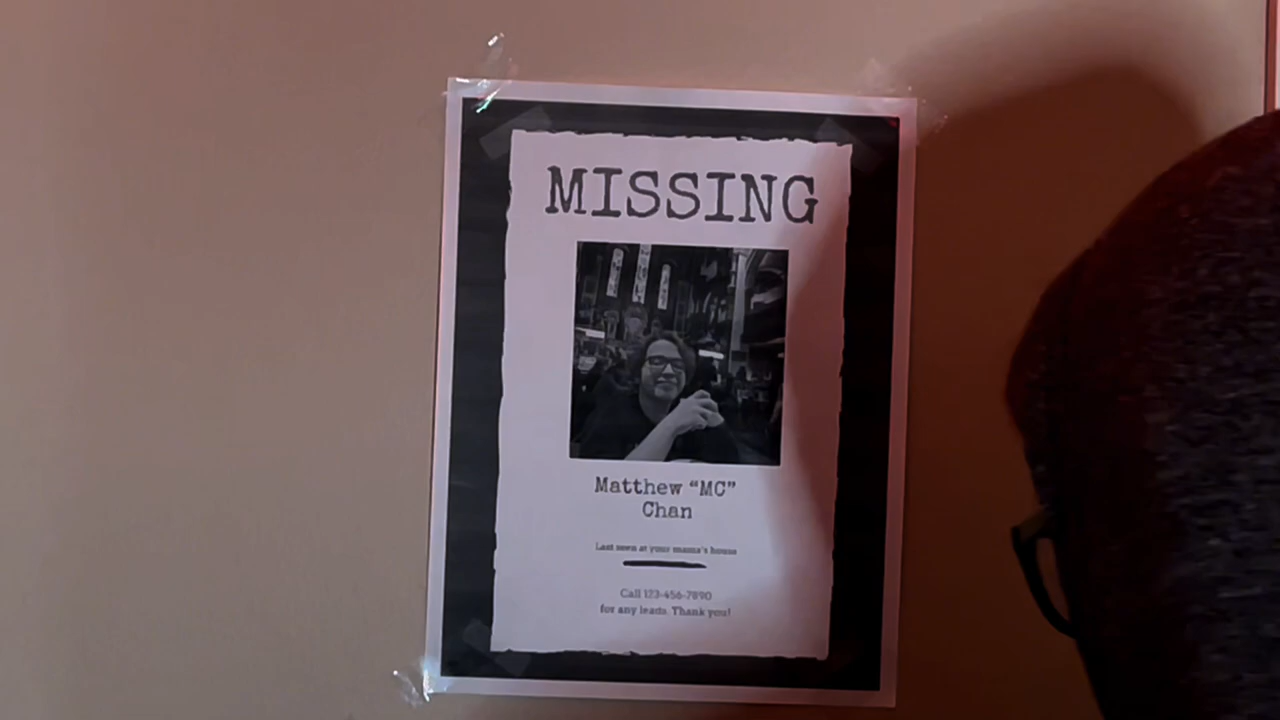 MISSING
Matthew “MC”
Chan
Last seen at your mama's house
Call 123-456-7890
for any leads. Thank you!